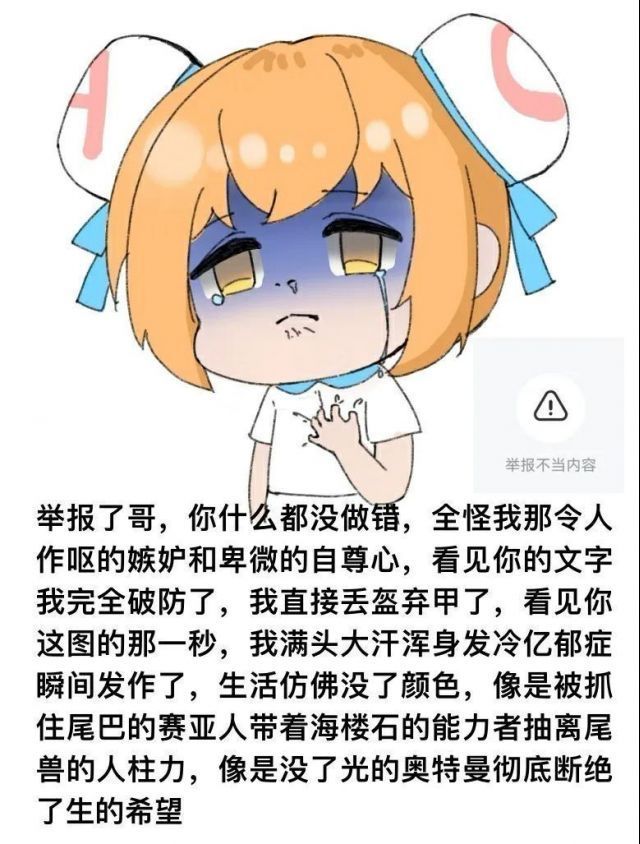 H
C
举报不当内容
举报了哥，你什么都没做错，全怪我那令人
作呕的嫉妒和卑微的自尊心，看见你的文字
我完全破防了，我直接丢盔弃甲了，看见你
这图的那一秒，我满头大汗浑身发冷亿郁症
瞬间发作了，生活仿佛没了颜色，像是被抓
住尾巴的赛亚人带着海楼石的能力者抽离尾
兽的人柱力，像是没了光的奥特曼彻底断绝
了生的希望